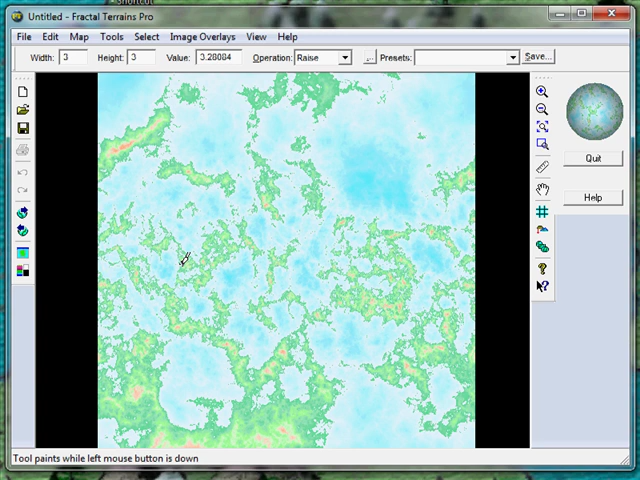 Shortcut
Untitled - Fractal Terrains Pro
File Edit Map Tools Select Image Overlays View Help
Width: 3 Height: 3 Value: 3.28084 Operation: Raise ... Presets: Save...
Quit
Help
Tool paints while left mouse button is down